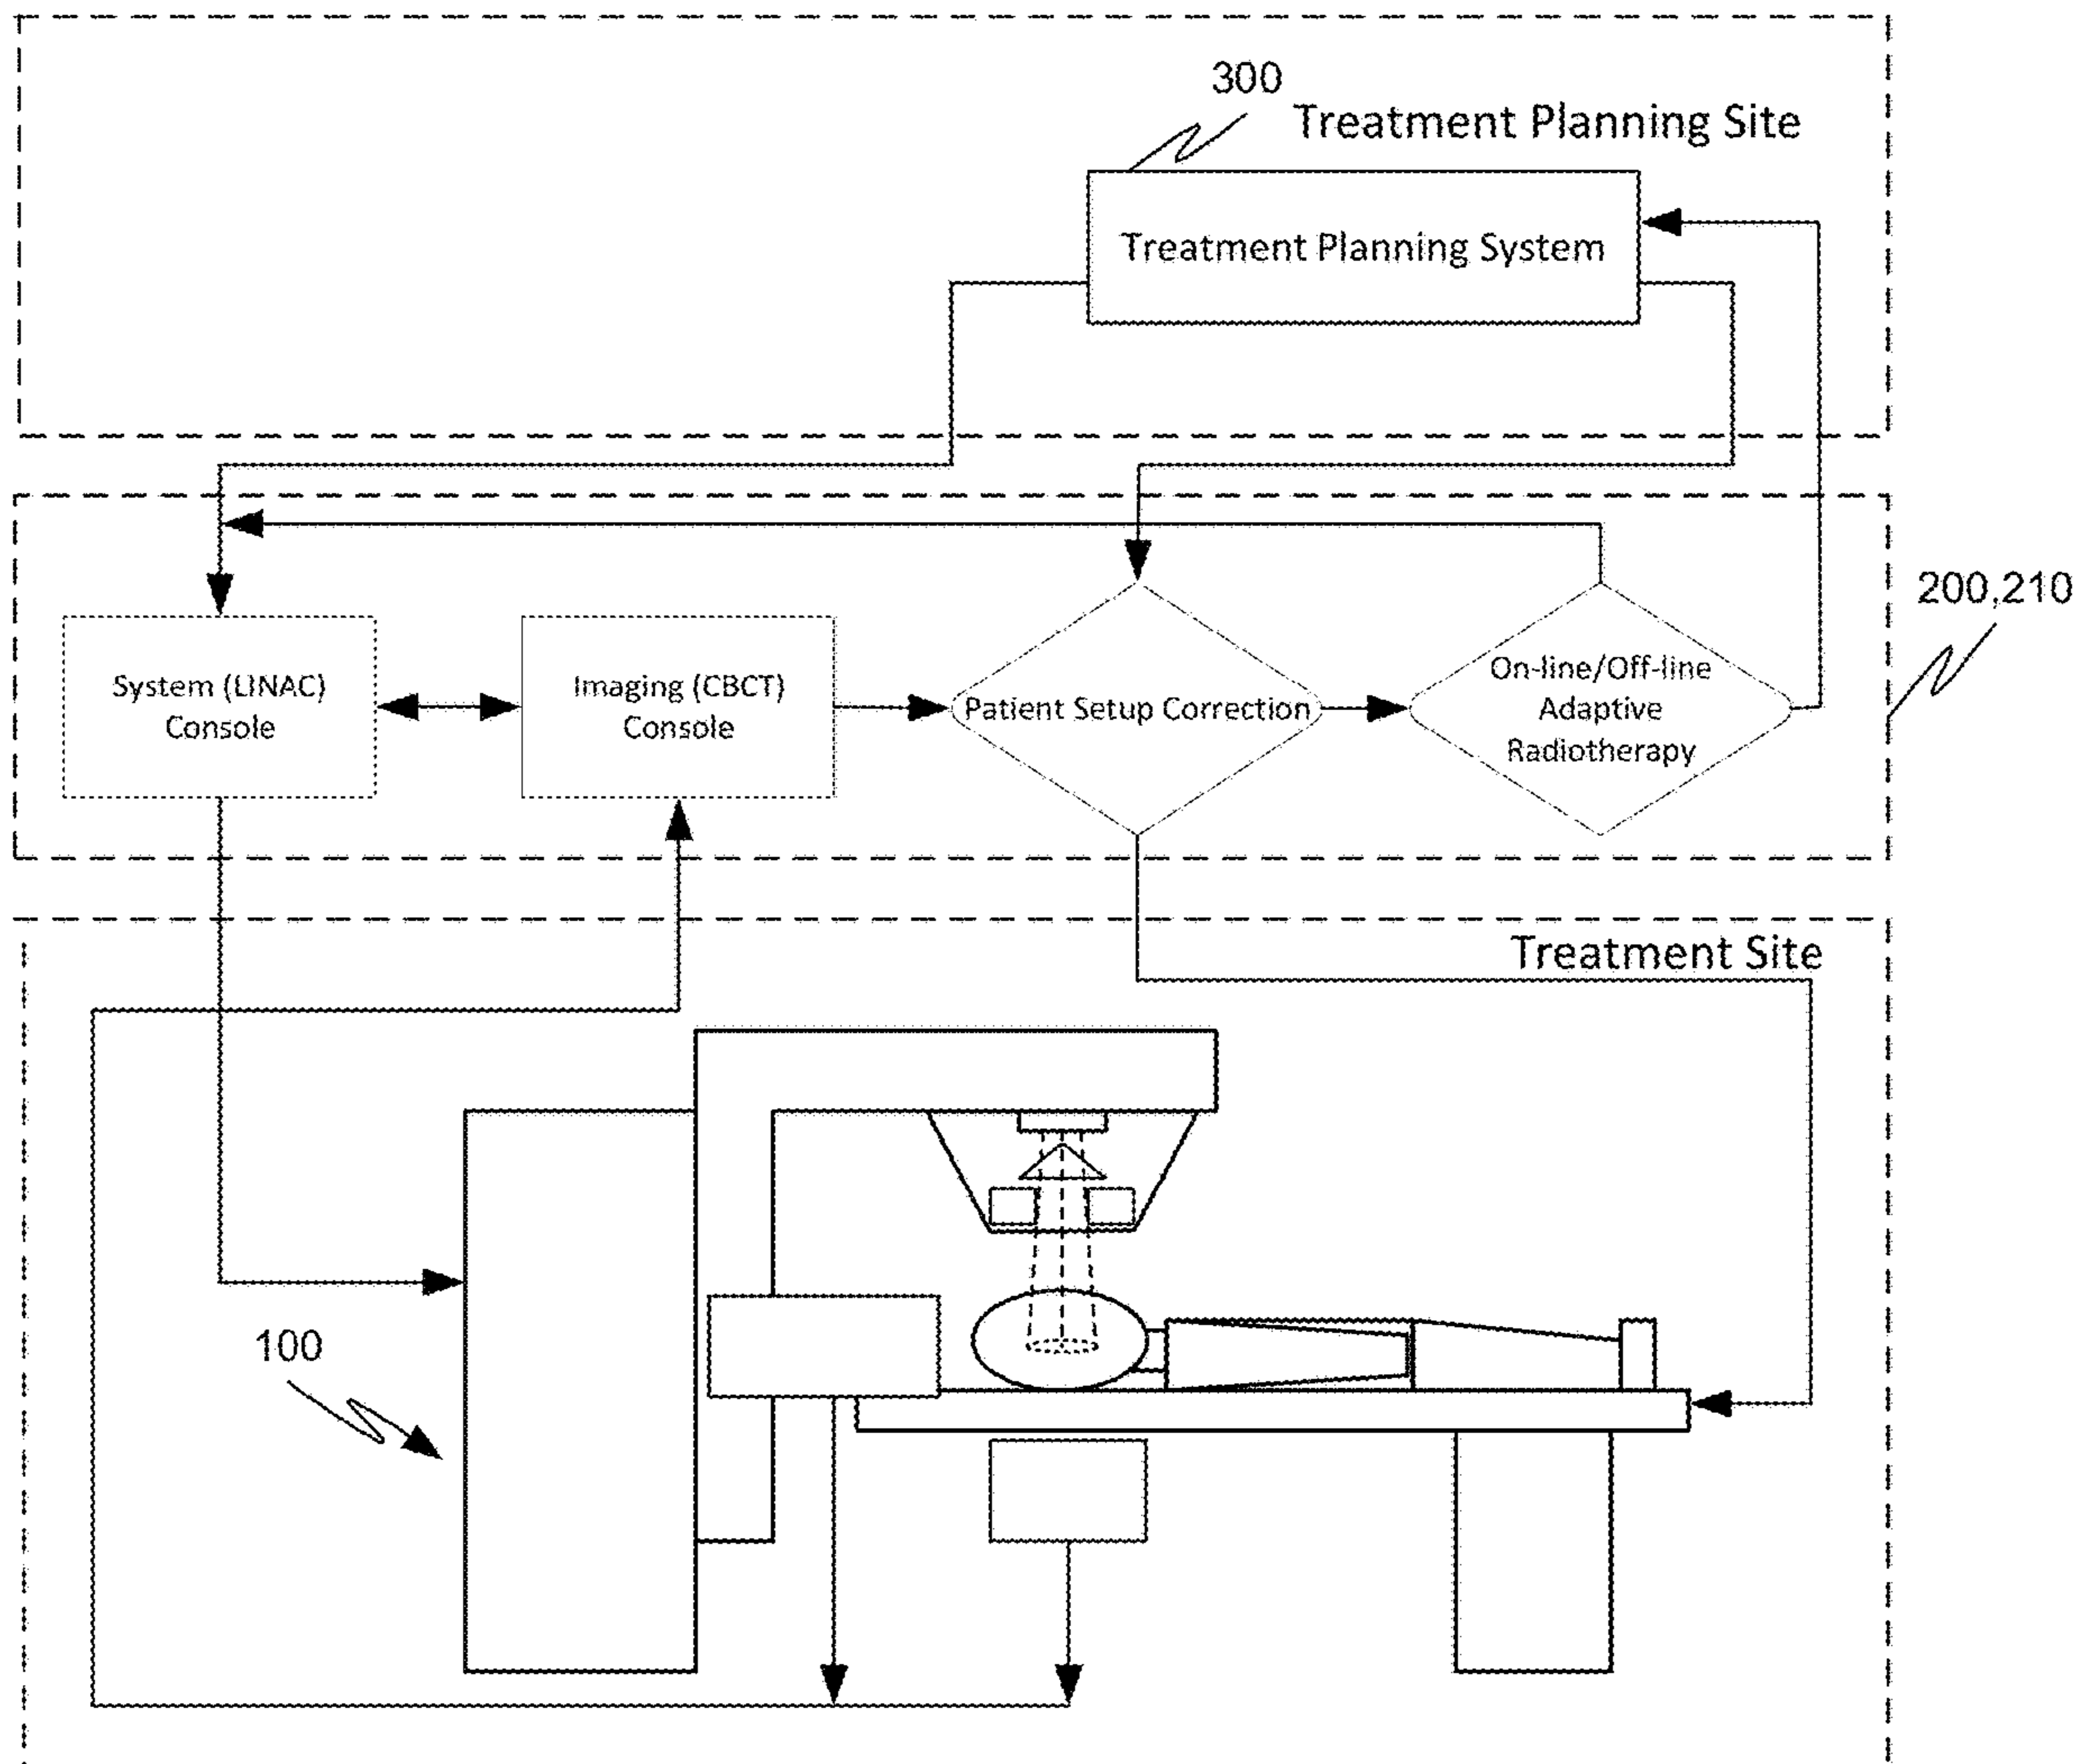 300
Treatment Planning Site
Treatment Planning System
200,210
System (LINAC)
Console
Imaging (CBCT)
Console
Patient Setup Correction
On-line/Off-line
Adaptive
Radiotherapy
Treatment Site
100